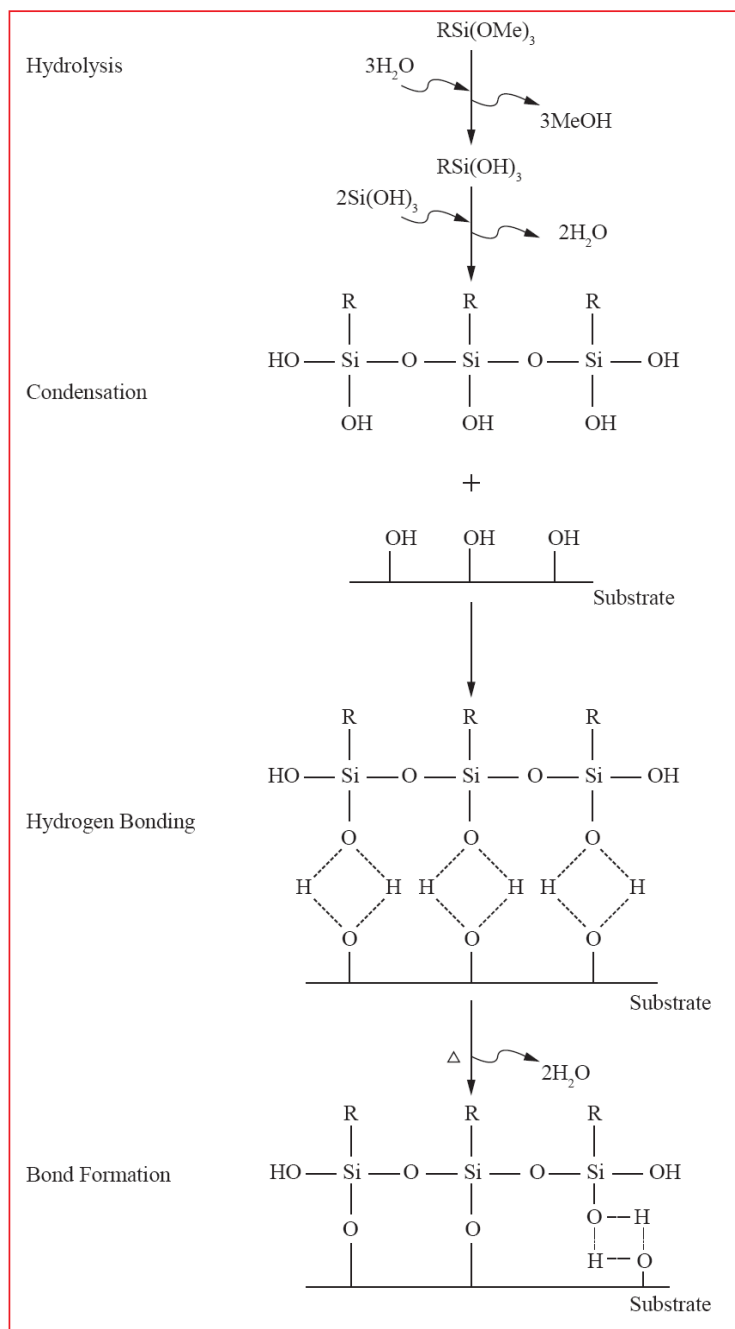 RSi(OMe)₃
Hydrolysis
3H₂O
3MeOH
RSi(OH)₃
2Si(OH)₃
2H₂O
R R R
HO Si O Si O Si OH
Condensation
OH OH OH
+
OH OH OH
Substrate
R R R
HO Si O Si O Si OH
Hydrogen Bonding
O O O
H H H H H H
O O O
Substrate
△
2H₂O
R R R
Bond Formation
HO Si O Si O Si OH
O O O H
H O
Substrate